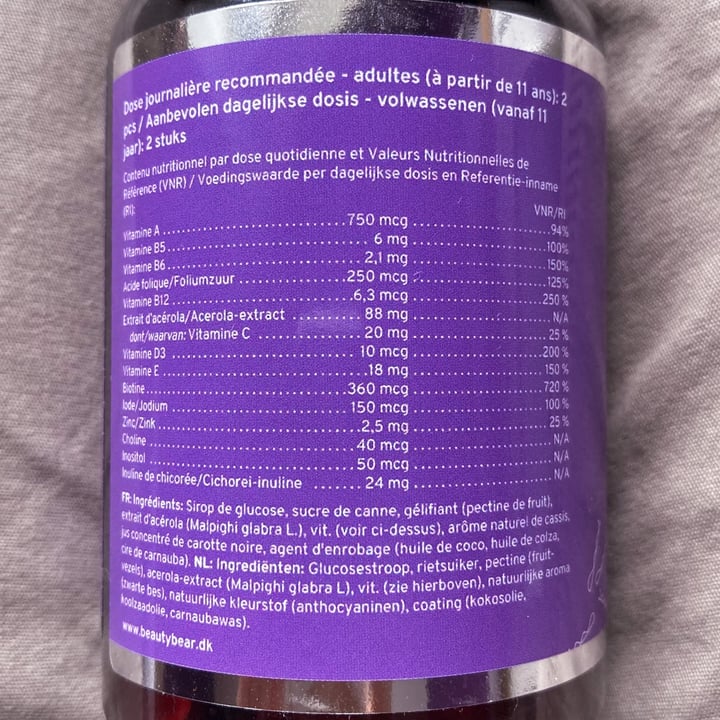 Dose journalière recommandée - adultes (à partir de 11 ans): 2
pcs / Aanbevolen dagelijkse dosis - volwassenen (vanaf 11
jaar): 2 stuks
Contenu nutritionnel par dose quotidienne et Valeurs Nutritionnelles de
Référence (VNR) / Voedingswaarde per dagelijkse dosis en Referentie-inname
(RI):
VNR/RI
Vitamine A 750 mcg 94%
Vitamine B5 6 mg 100%
Vitamine B6 2,1 mg 150%
Acide folique/Foliumzuur 250 mcg 125%
Vitamine B12 6,3 mcg 250 %
Extrait d'acérola/Acerola-extract 88 mg N/A
dont/waarvan: Vitamine C 20 mg 25 %
Vitamine D3 10 mcg 200 %
Vitamine E 18 mg 150 %
Biotine 360 mcg 720 %
Iode/Jodium 150 mcg 100 %
Zinc/Zink 2,5 mg 25 %
Choline 40 mcg N/A
Inositol 50 mcg N/A
Inuline de chicorée/Cichorei-inuline 24 mg N/A
FR: Ingrédients: Sirop de glucose, sucre de canne, gélifiant (pectine de fruit),
extrait d'acérola (Malpighi glabra L.), vit. (voir ci-dessus), arôme naturel de cassis,
jus concentré de carotte noire, agent d'enrobage (huile de coco, huile de colza,
cire de carnauba). NL: Ingrediënten: Glucosestroop, rietsuiker, pectine (fruit-
vezels), acerola-extract (Malpighi glabra L), vit. (zie hierboven), natuurlijke aroma
(zwarte bes), natuurlijke kleurstof (anthocyaninen), coating (kokosolie,
koolzaadolie, carnaubawas).
www.beautybear.dk